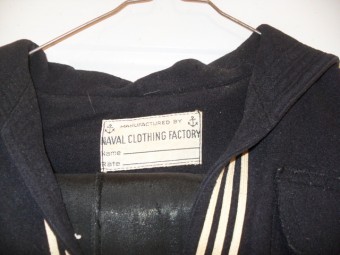 MANUFACTURED BY
NAVAL CLOTHING FACTORY
Name
Rate